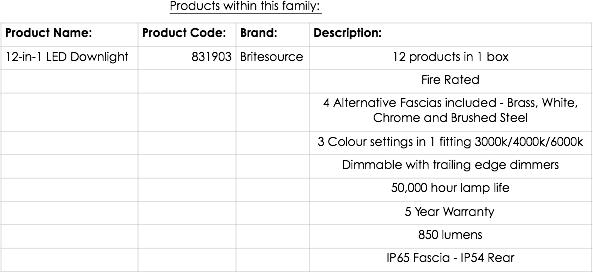 Products within this family:
Product Name: Product Code: Brand: Description:
12-in-1 LED Downlight 831903 Britesource 12 products in 1 box
Fire Rated
4 Alternative Fascias included - Brass, White,
Chrome and Brushed Steel
3 Colour settings in 1 fitting 3000k/4000k/6000k
Dimmable with trailing edge dimmers
50,000 hour lamp life
5 Year Warranty
850 lumens
IP65 Fascia - IP54 Rear